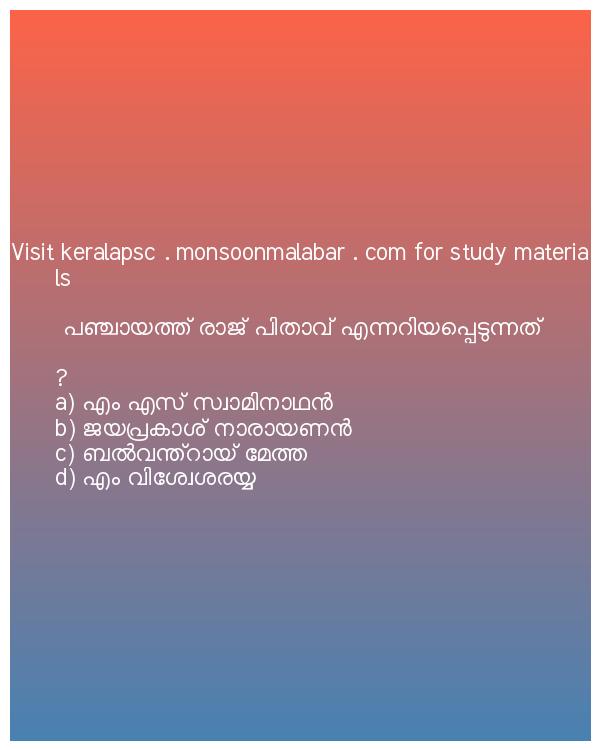 Visit keralapsc . monsoonmalabar . com for study materia
ls
പഞ്ചായത്ത് രാജ് പിതാവ് എന്നറിയപ്പെടുന്നത്
?
a) എം എസ് സ്വാമിനാഥൻ
b) ജയപ്രകാശ് നാരായണൻ
c) ബൽവന്ത്റായ് മേത്ത
d) എം വിശ്വേശരയ്യ